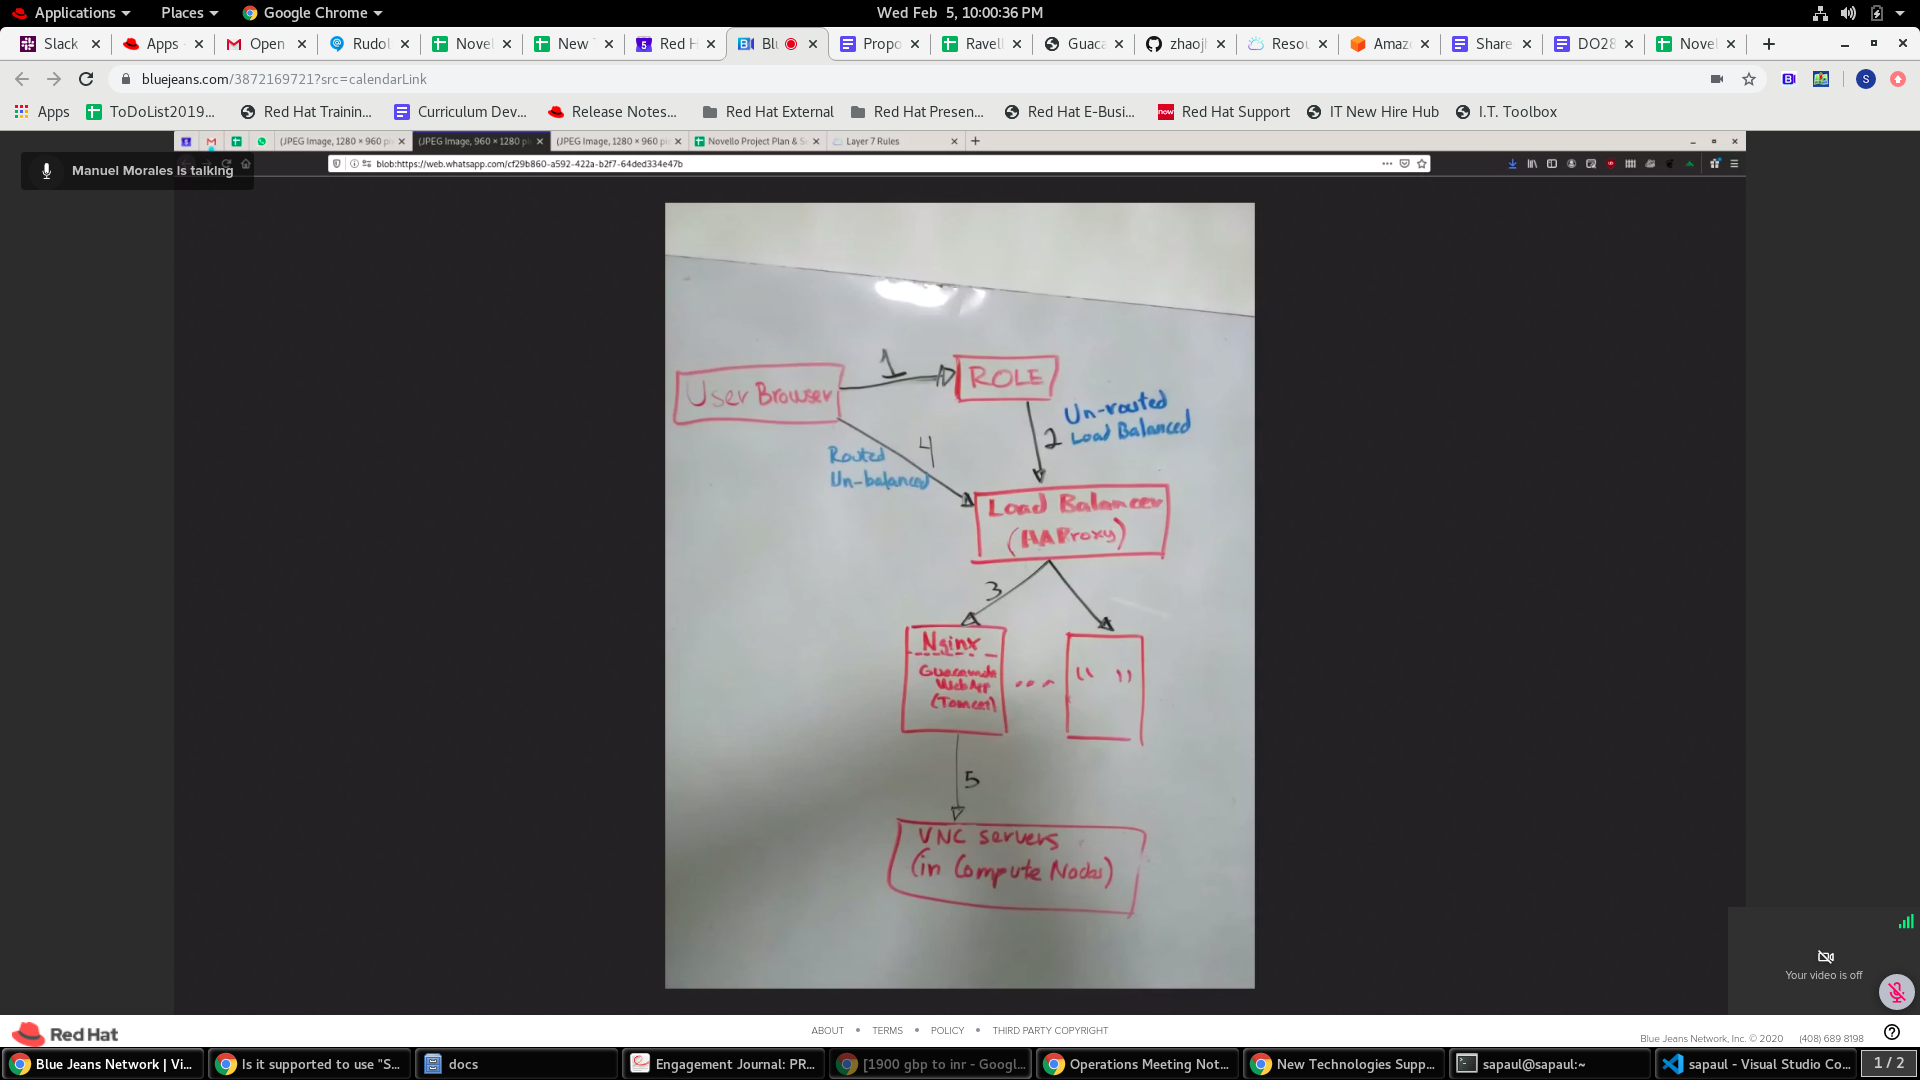 Applications
Places
Google Chrome
Wed Feb 5, 10:00:36 PM
Slack
Apps
Open
Rudol
Novel
New
Red H
Blu
Propo
Ravell
Guaca
zhaojh
Resou
Amaz
Share
DO28
Novel
bluejeans.com/3872169721?src=calendarLink
Apps
ToDoList2019...
Red Hat Trainin...
Curriculum Dev...
Release Notes...
Red Hat External
Red Hat Presen...
Red Hat E-Busi...
Red Hat Support
IT New Hire Hub
I.T. Toolbox
(JPEG Image, 1280 × 960 pi
(JPEG Image, 960 × 1280 pi
(JPEG Image, 1280 × 960 pi
Novello Project Plan & S
Layer 7 Rules
Manuel Morales is talking
blob:https://web.whatsapp.com/cf29b860-a592-422a-b2f7-64ded334e47b
1
User Browser
ROLE
Un-routed
2 Load Balanced
4
Routed
Un-balanced
Load Balancer
(HAProxy)
3
Nginx
Guacamole
WebApp
(Tomcat)
...
" "
5
VNC servers
(in Compute Nodes)
Your video is off
Red Hat
ABOUT • TERMS • POLICY • THIRD PARTY COPYRIGHT
Blue Jeans Network, Inc. © 2020 (408) 689 8198
Blue Jeans Network | Vi...
Is it supported to use "S...
docs
Engagement Journal: PR...
[1900 gbp to inr - Googl...
Operations Meeting Not...
New Technologies Supp...
sapaul@sapaul:~
sapaul - Visual Studio Co...
1 / 2